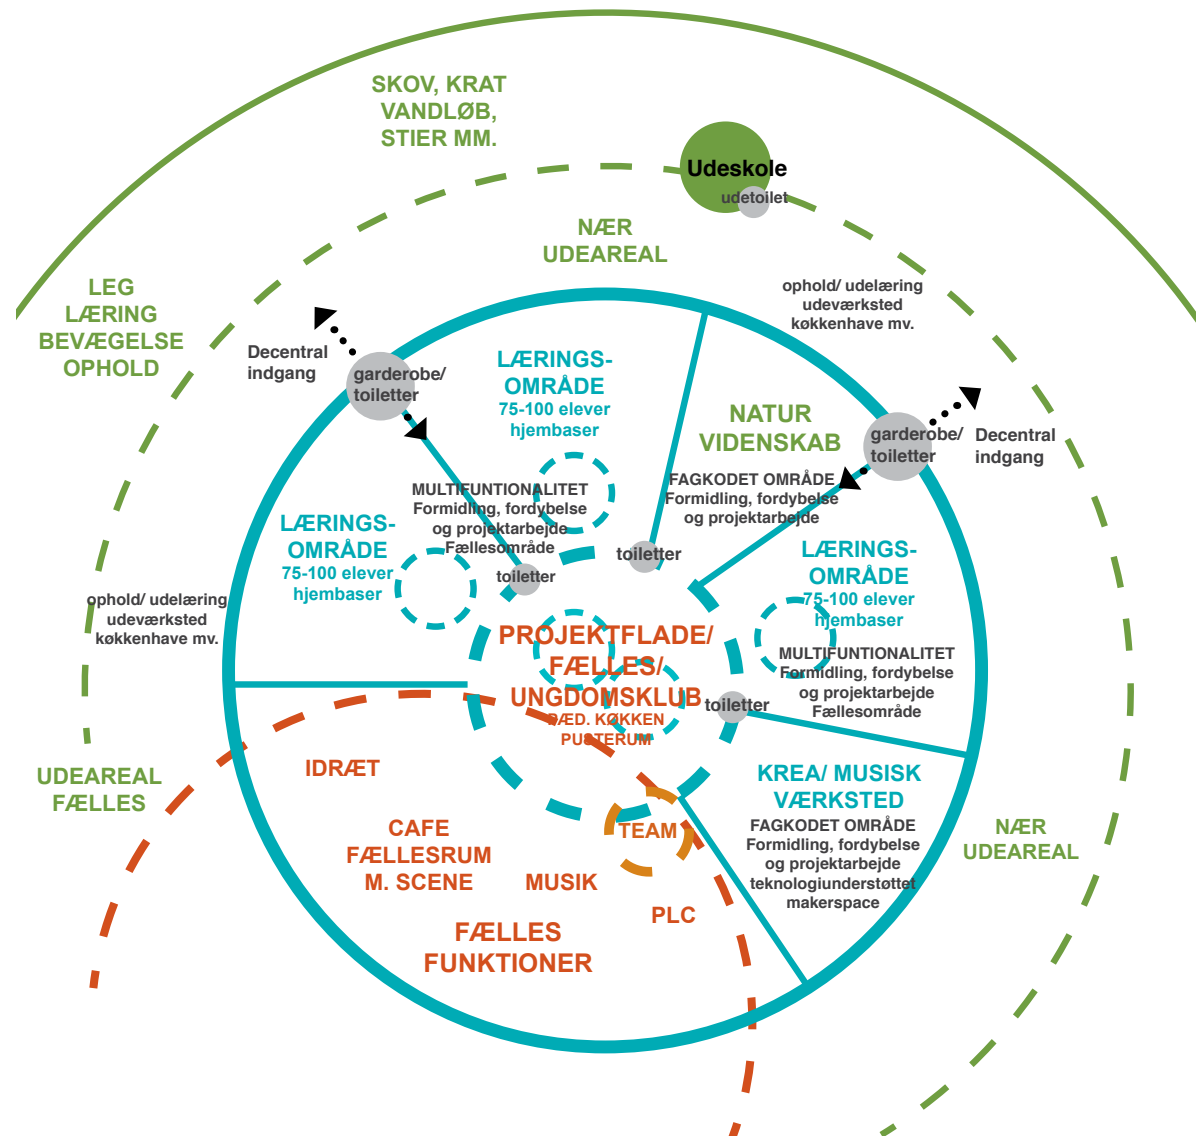 SKOV, KRAT
VANDLØB,
STIER MM.
Udeskole
udetoilet
NÆR
UDEAREAL
LEG
LÆRING
BEVÆGELSE
OPHOLD
ophold/ udelæring
udeværksted
køkkenhave mv.
Decentral
indgang
garderobe/
toiletter
LÆRINGS-
OMRÅDE
75-100 elever
hjembaser
NATUR
VIDENSKAB
garderobe/
toiletter
Decentral
indgang
FAGKODET OMRÅDE
Formidling, fordybelse
og projektarbejde
MULTIFUNTIONALITET
Formidling, fordybelse
og projektarbejde
Fællesområde
LÆRINGS-
OMRÅDE
75-100 elever
hjembaser
toiletter
toiletter
LÆRINGS-
OMRÅDE
75-100 elever
hjembaser
ophold/ udelæring
udeværksted
køkkenhave mv.
PROJEKTFLADE/
FÆLLES/
UNGDOMSKLUB
PÆD. KØKKEN
PUSTERUM
MULTIFUNTIONALITET
Formidling, fordybelse
og projektarbejde
Fællesområde
toiletter
UDEAREAL
FÆLLES
IDRÆT
KREA/ MUSISK
VÆRKSTED
FAGKODET OMRÅDE
Formidling, fordybelse
og projektarbejde
teknologiunderstøttet
makerspace
NÆR
UDEAREAL
CAFE
FÆLLESRUM
M. SCENE
TEAM
MUSIK
PLC
FÆLLES
FUNKTIONER